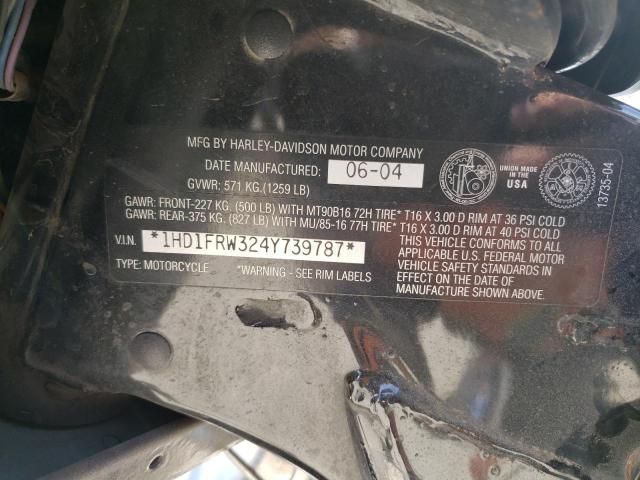 MFG BY HARLEY-DAVIDSON MOTOR COMPANY
DATE MANUFACTURED: 06-04
GVWR: 571 KG.(1259 LB)
UNION MADE
IN THE
USA
13735-04
GAWR: FRONT-227 KG. (500 LB) WITH MT90B16 72H TIRE* T16 X 3.00 D RIM AT 36 PSI COLD
GAWR: REAR-375 KG. (827 LB) WITH MU/85-16 77H TIRE* T16 X 3.00 D RIM AT 40 PSI COLD
V.I.N. *1HD1FRW324Y739787*
THIS VEHICLE CONFORMS TO ALL
APPLICABLE U.S. FEDERAL MOTOR
VEHICLE SAFETY STANDARDS IN
EFFECT ON THE DATE OF
MANUFACTURE SHOWN ABOVE.
TYPE: MOTORCYCLE *WARNING - SEE RIM LABELS